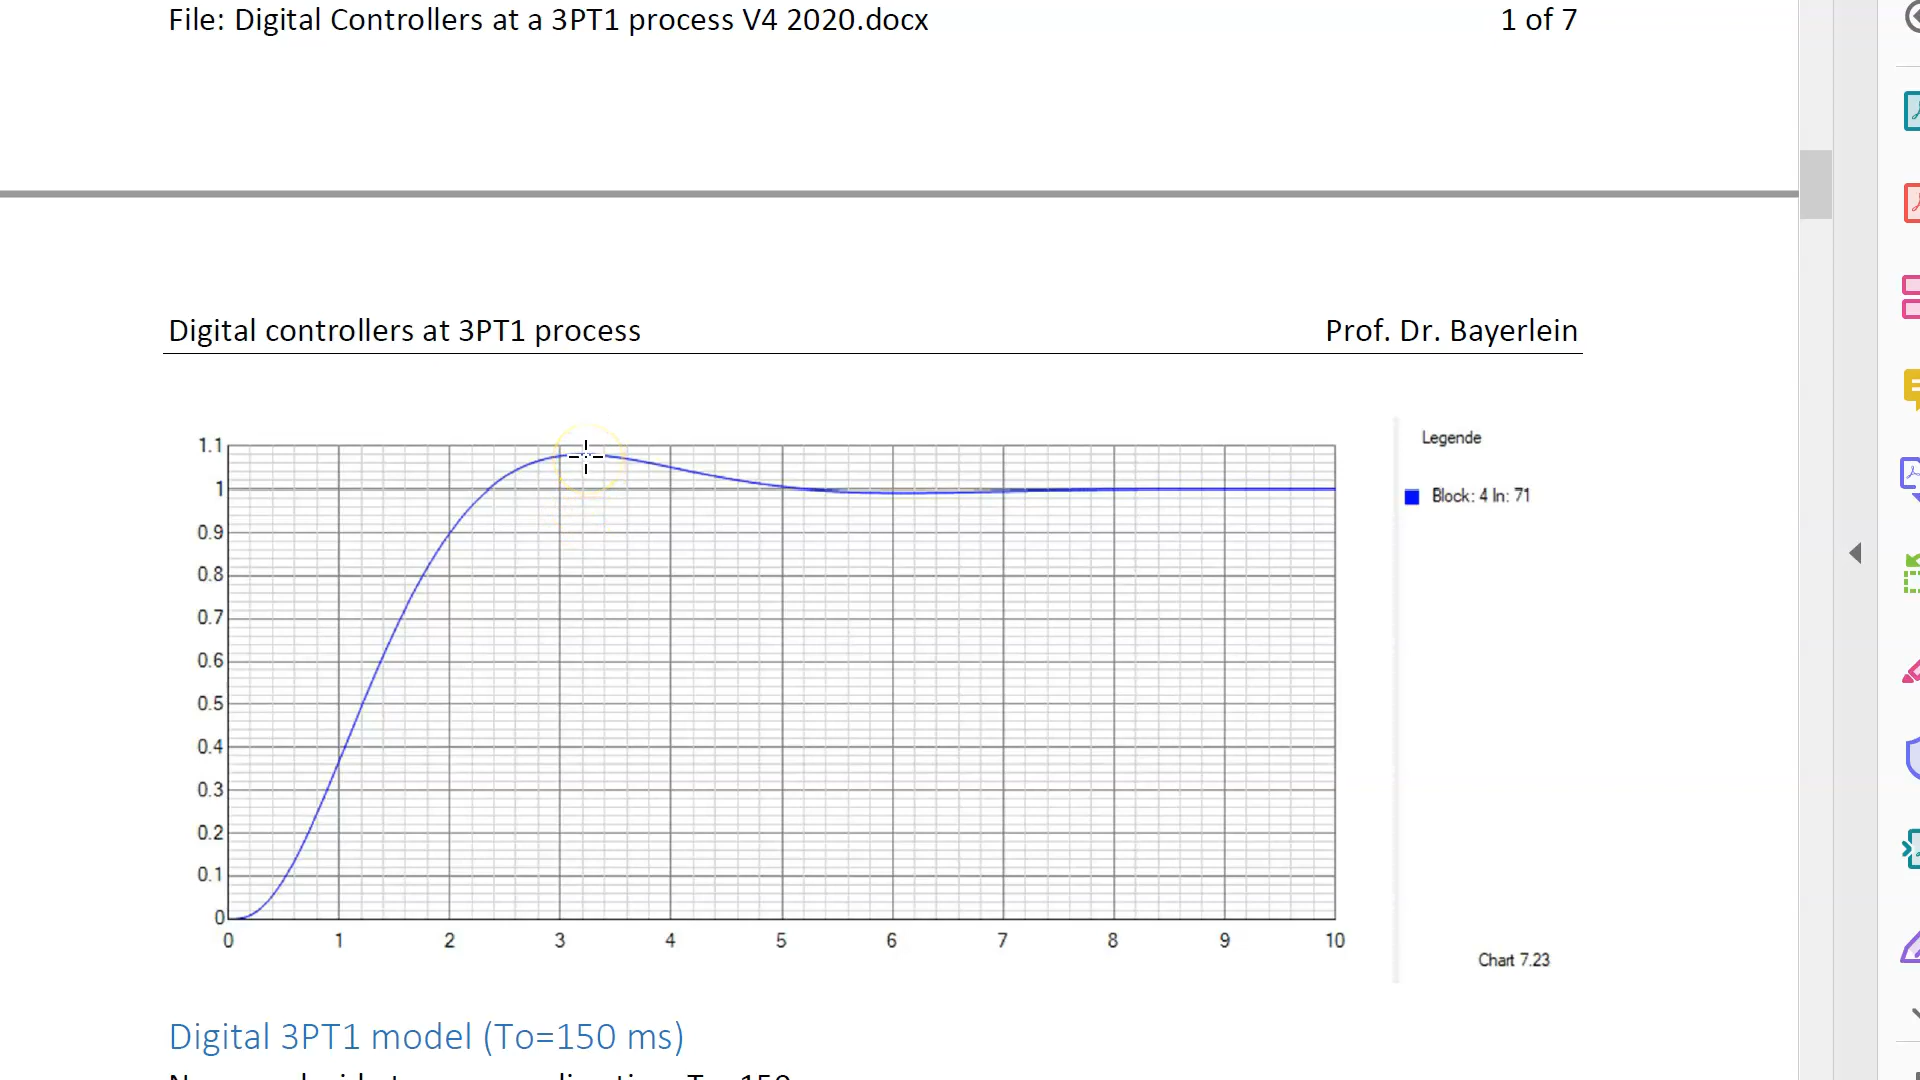 File: Digital Controllers at a 3PT1 process V4 2020.docx 1 of 7
Digital controllers at 3PT1 process Prof. Dr. Bayerlein
1.1
1
0.9
0.8
0.7
0.6
0.5
0.4
0.3
0.2
0.1
0
0 1 2 3 4 5 6 7 8 9 10
Legende
Block: 4 In: 71
Chart 7.23
Digital 3PT1 model (To=150 ms)